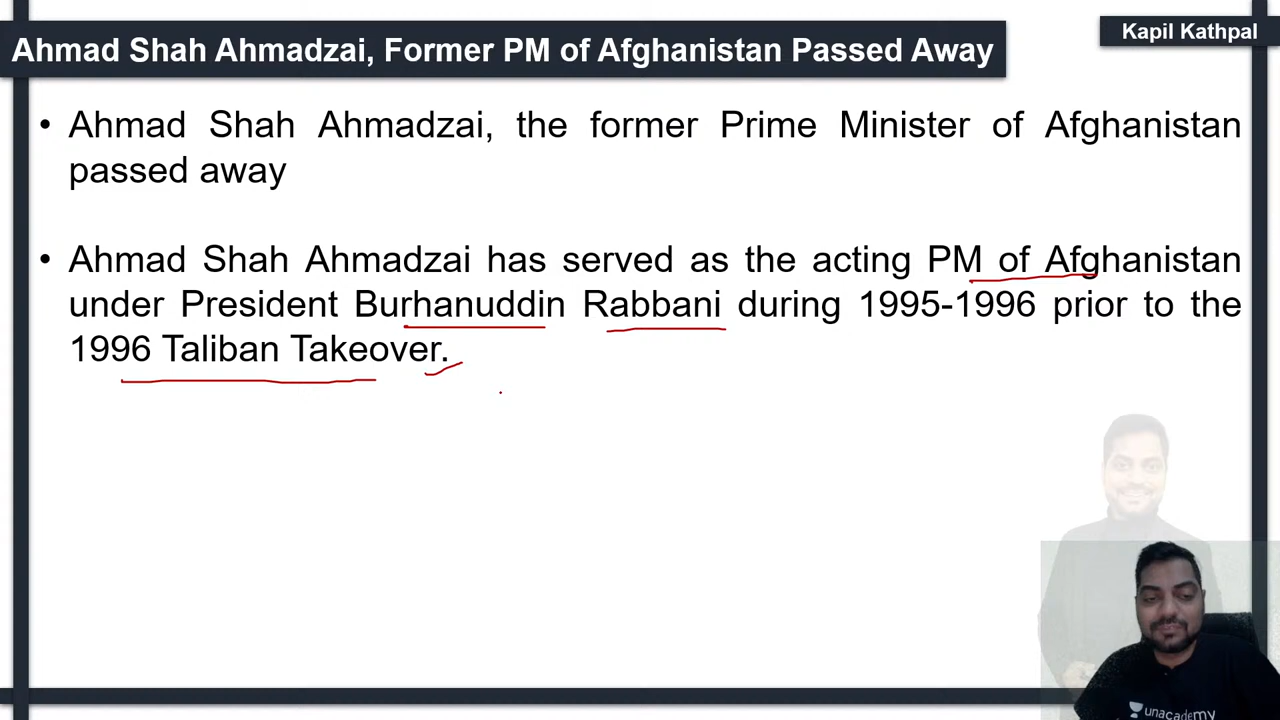 Ahmad Shah Ahmadzai, Former PM of Afghanistan Passed Away
Kapil Kathpal
• Ahmad Shah Ahmadzai, the former Prime Minister of Afghanistan
passed away
• Ahmad Shah Ahmadzai has served as the acting PM of Afghanistan
under President Burhanuddin Rabbani during 1995-1996 prior to the
1996 Taliban Takeover.
unacademy